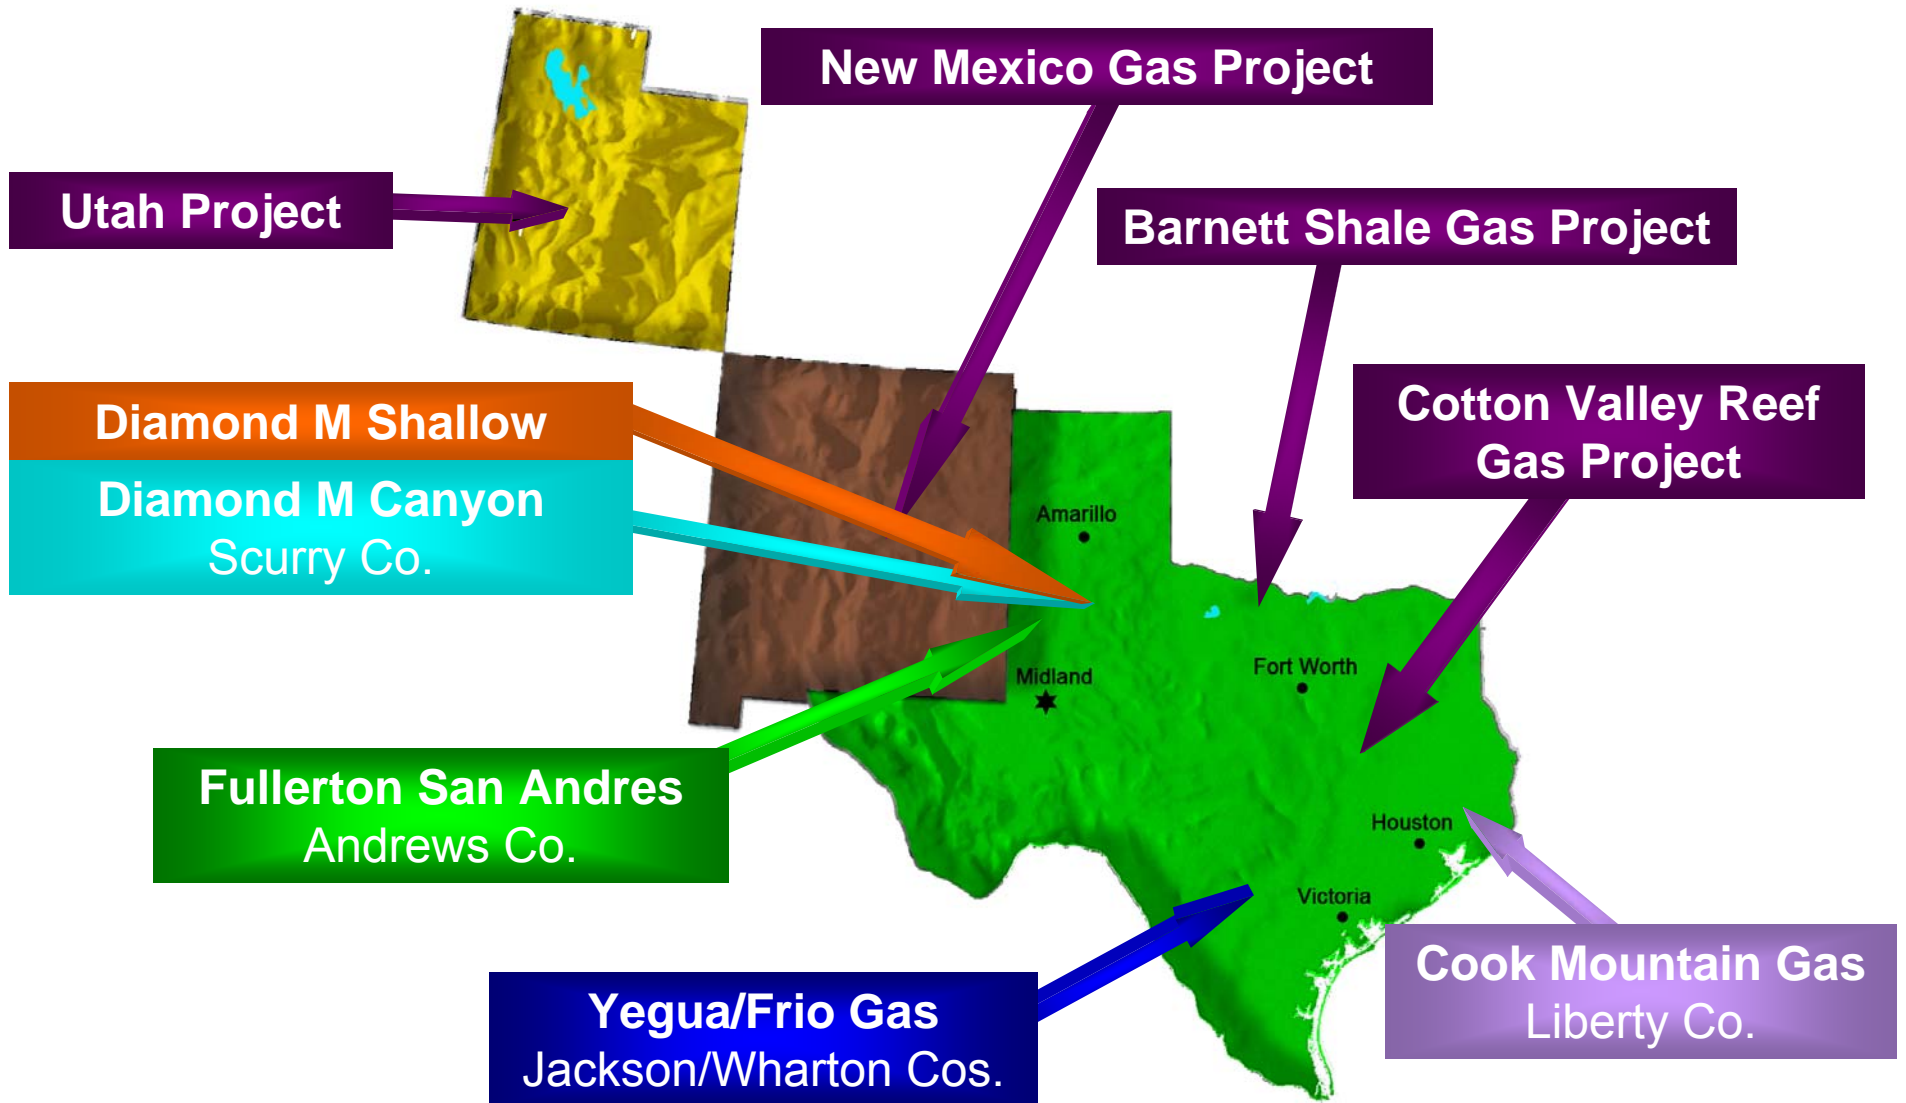 New Mexico Gas Project
Utah Project
Barnett Shale Gas Project
Cotton Valley Reef
Gas Project
Diamond M Shallow
Diamond M Canyon
Scurry Co.
Amarillo
Midland
Fort Worth
Fullerton San Andres
Andrews Co.
Houston
Victoria
Cook Mountain Gas
Liberty Co.
Yegua/Frio Gas
Jackson/Wharton Cos.